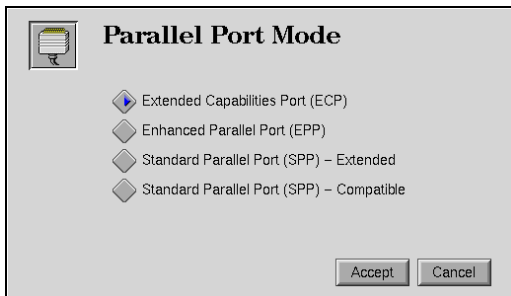 Parallel Port Mode
Extended Capabilities Port (ECP)
Enhanced Parallel Port (EPP)
Standard Parallel Port (SPP) – Extended
Standard Parallel Port (SPP) – Compatible
Accept Cancel